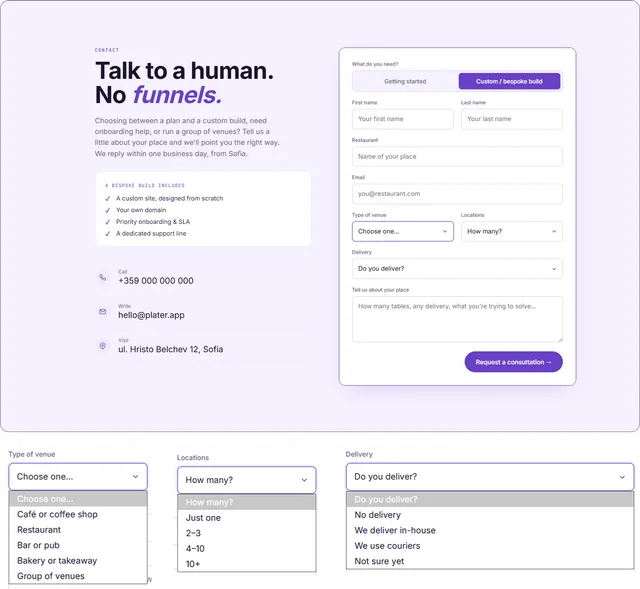 CONTACT
Talk to a human.
No funnels.
Choosing between a plan and a custom build, need
onboarding help, or run a group of venues? Tell us a
little about your place and we'll point you the right way.
We reply within one business day, from Sofia.
A BESPOKE BUILD INCLUDES
✓ A custom site, designed from scratch
✓ Your own domain
✓ Priority onboarding & SLA
✓ A dedicated support line
Call
+359 000 000 000
Write
hello@plater.app
Visit
ul. Hristo Belchev 12, Sofia
What do you need?
Getting started Custom / bespoke build
First name Last name
Your first name Your last name
Restaurant
Name of your place
Email
you@restaurant.com
Type of venue Locations
Choose one... How many?
Delivery
Do you deliver?
Tell us about your place
How many tables, any delivery, what you're trying to solve...
Request a consultation →
Type of venue
Choose one...
Choose one...
Café or coffee shop
Restaurant
Bar or pub
Bakery or takeaway
Group of venues
Locations
How many?
How many?
Just one
2–3
4–10
10+
Delivery
Do you deliver?
Do you deliver?
No delivery
We deliver in-house
We use couriers
Not sure yet